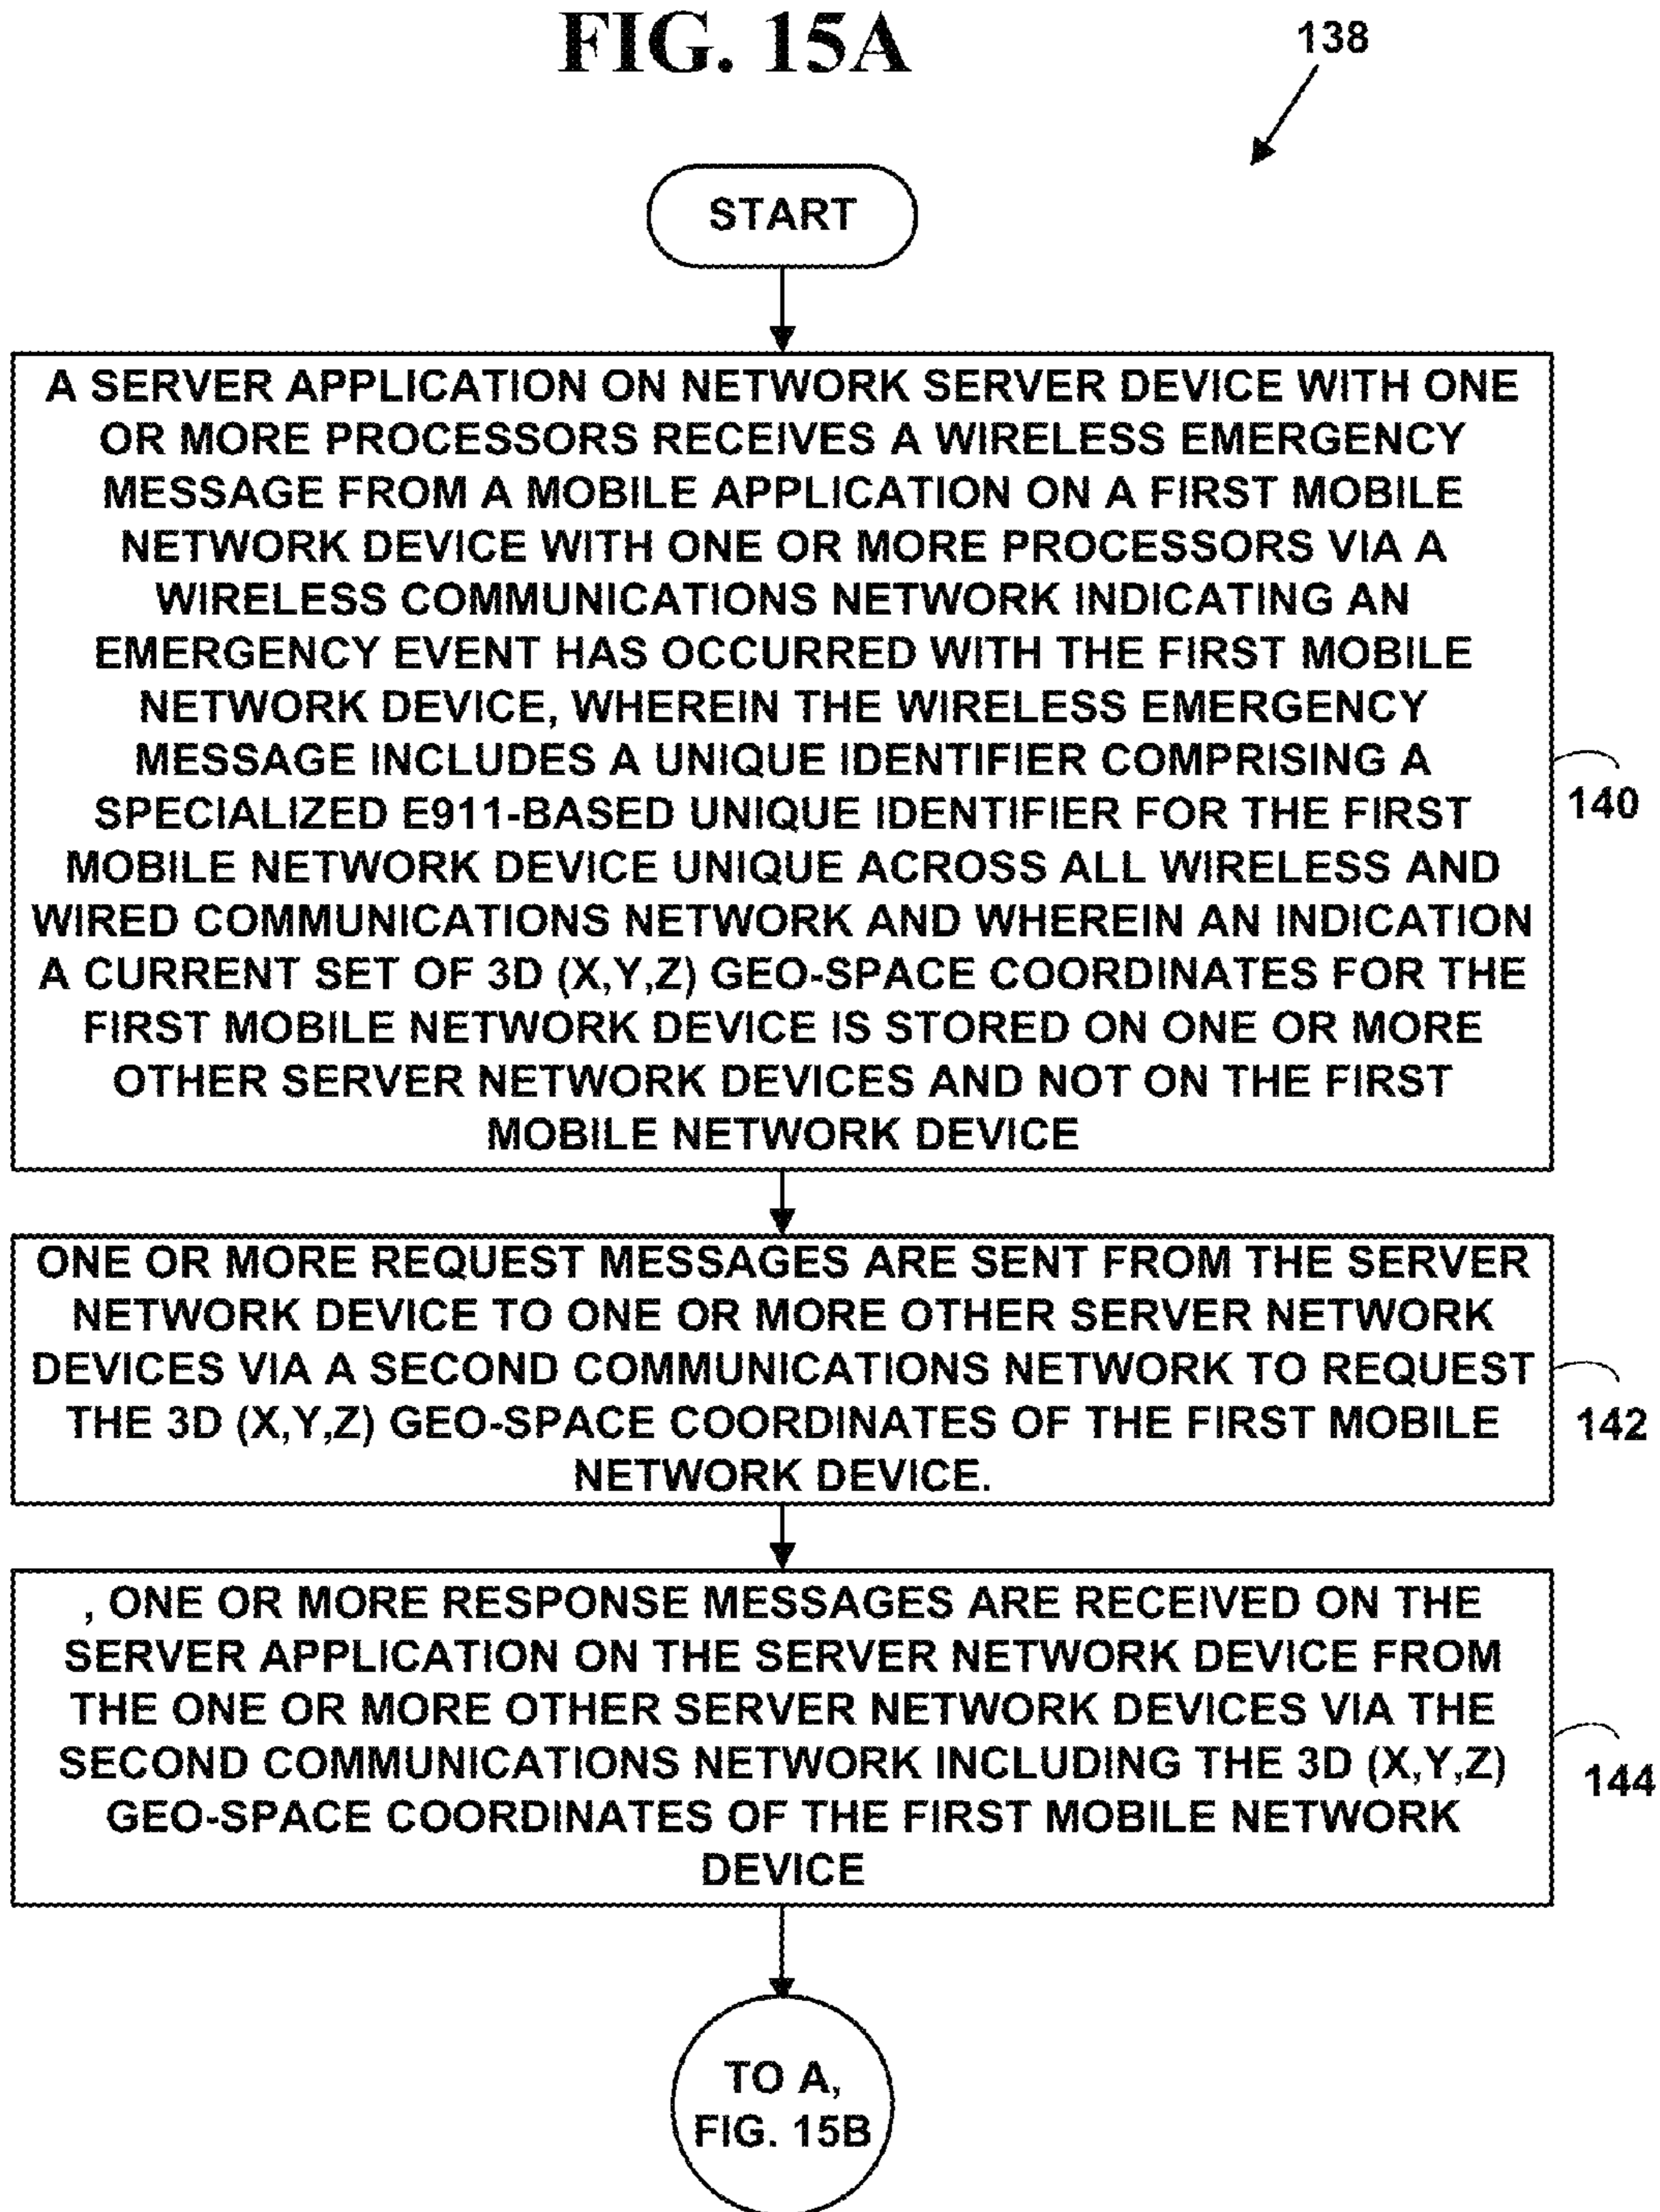 FIG. 15A
138
START
A SERVER APPLICATION ON NETWORK SERVER DEVICE WITH ONE
OR MORE PROCESSORS RECEIVES A WIRELESS EMERGENCY
MESSAGE FROM A MOBILE APPLICATION ON A FIRST MOBILE
NETWORK DEVICE WITH ONE OR MORE PROCESSORS VIA A
WIRELESS COMMUNICATIONS NETWORK INDICATING AN
EMERGENCY EVENT HAS OCCURRED WITH THE FIRST MOBILE
NETWORK DEVICE, WHEREIN THE WIRELESS EMERGENCY
MESSAGE INCLUDES A UNIQUE IDENTIFIER COMPRISING A
SPECIALIZED E911-BASED UNIQUE IDENTIFIER FOR THE FIRST
MOBILE NETWORK DEVICE UNIQUE ACROSS ALL WIRELESS AND
WIRED COMMUNICATIONS NETWORK AND WHEREIN AN INDICATION
A CURRENT SET OF 3D (X,Y,Z) GEO-SPACE COORDINATES FOR THE
FIRST MOBILE NETWORK DEVICE IS STORED ON ONE OR MORE
OTHER SERVER NETWORK DEVICES AND NOT ON THE FIRST
MOBILE NETWORK DEVICE
140
ONE OR MORE REQUEST MESSAGES ARE SENT FROM THE SERVER
NETWORK DEVICE TO ONE OR MORE OTHER SERVER NETWORK
DEVICES VIA A SECOND COMMUNICATIONS NETWORK TO REQUEST
THE 3D (X,Y,Z) GEO-SPACE COORDINATES OF THE FIRST MOBILE
NETWORK DEVICE.
142
, ONE OR MORE RESPONSE MESSAGES ARE RECEIVED ON THE
SERVER APPLICATION ON THE SERVER NETWORK DEVICE FROM
THE ONE OR MORE OTHER SERVER NETWORK DEVICES VIA THE
SECOND COMMUNICATIONS NETWORK INCLUDING THE 3D (X,Y,Z)
GEO-SPACE COORDINATES OF THE FIRST MOBILE NETWORK
DEVICE
144
TO A,
FIG. 15B